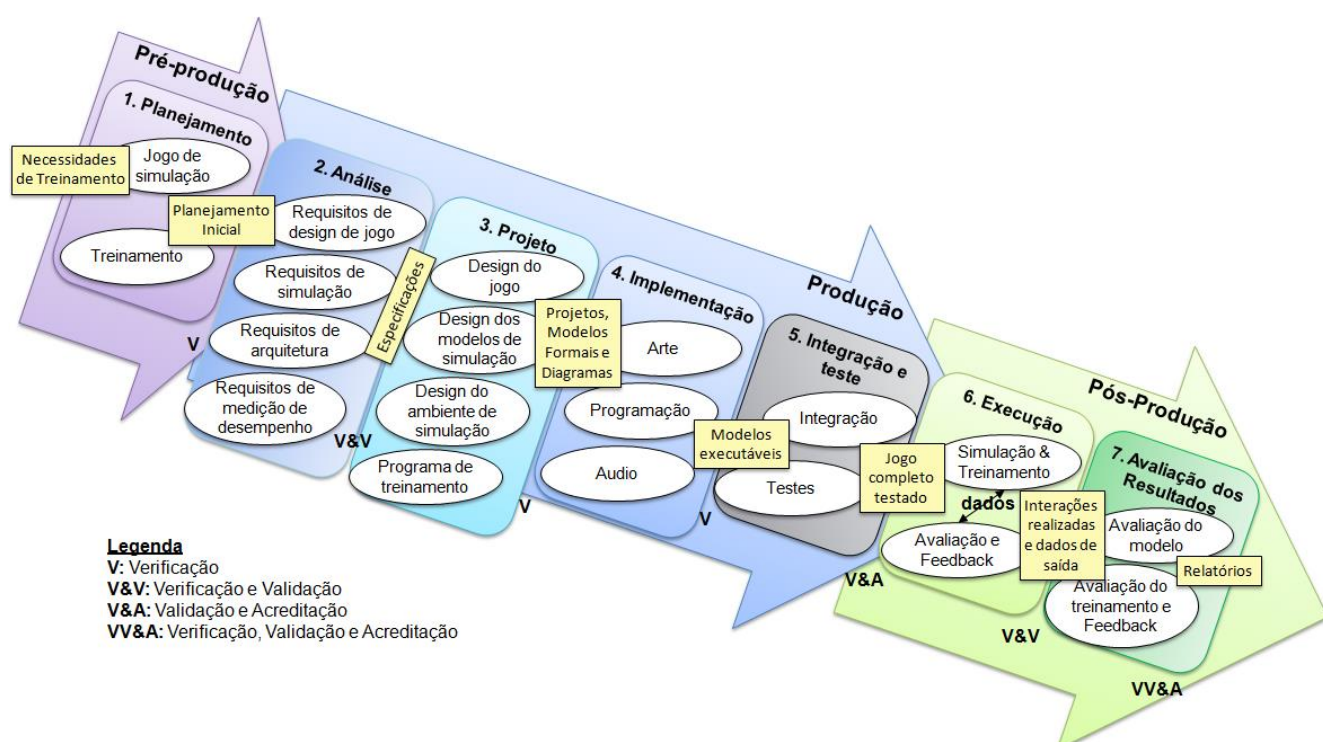 Pré-produção
1. Planejamento
Necessidades
de Treinamento
Jogo de
simulação
Treinamento
Planejamento
Inicial
V
Produção
2. Análise
Requisitos de
design de jogo
Requisitos de
simulação
Requisitos de
arquitetura
Requisitos de
medição de
desempenho
Especificações
V&V
3. Projeto
Design do
jogo
Design dos
modelos de
simulação
Design do
ambiente de
simulação
Programa de
treinamento
Projetos,
Modelos
Formais e
Diagramas
V
4. Implementação
Arte
Programação
Audio
Modelos
executáveis
V
5. Integração e
teste
Integração
Testes
Jogo
completo
testado
V&A
Pós-Produção
6. Execução
Simulação &
Treinamento
dados
Avaliação e
Feedback
Interações
realizadas
e dados de
saída
V&V
7. Avaliação dos
Resultados
Avaliação do
modelo
Relatórios
Avaliação do
treinamento e
Feedback
VV&A
Legenda
V: Verificação
V&V: Verificação e Validação
V&A: Validação e Acreditação
VV&A: Verificação, Validação e Acreditação